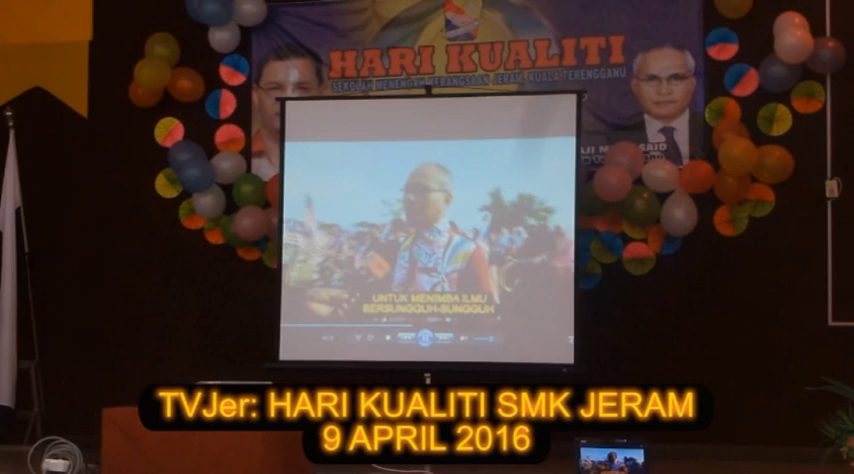 HARI KUALITI
SEKOLAH MENENGAH KEBANGSAAN JERAM, KUALA TERENGGANU
SAID
UNTUK MENIMBA ILMU
BERSUNGGUH-SUNGGUH
TVJer: HARI KUALITI SMK JERAM
9 APRIL 2016